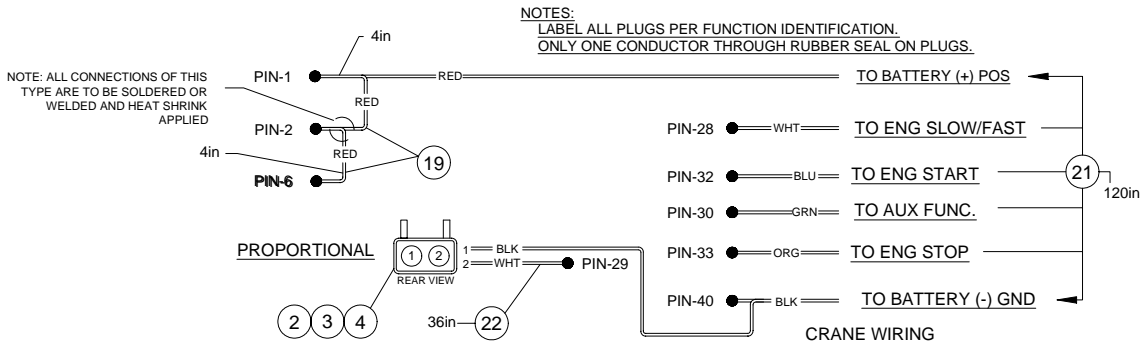 NOTES:
LABEL ALL PLUGS PER FUNCTION IDENTIFICATION.
ONLY ONE CONDUCTOR THROUGH RUBBER SEAL ON PLUGS.
4in
NOTE: ALL CONNECTIONS OF THIS
TYPE ARE TO BE SOLDERED OR
WELDED AND HEAT SHRINK
APPLIED
PIN-1
RED
TO BATTERY (+) POS
RED
PIN-2
RED
4in
PIN-6
19
PIN-28
WHT
TO ENG SLOW/FAST
PIN-32
BLU
TO ENG START
21
120in
PIN-30
GRN
TO AUX FUNC.
PIN-33
ORG
TO ENG STOP
PIN-40
BLK
TO BATTERY (-) GND
CRANE WIRING
PROPORTIONAL
1 2
REAR VIEW
1 BLK
2 WHT
PIN-29
2 3 4
36in
22